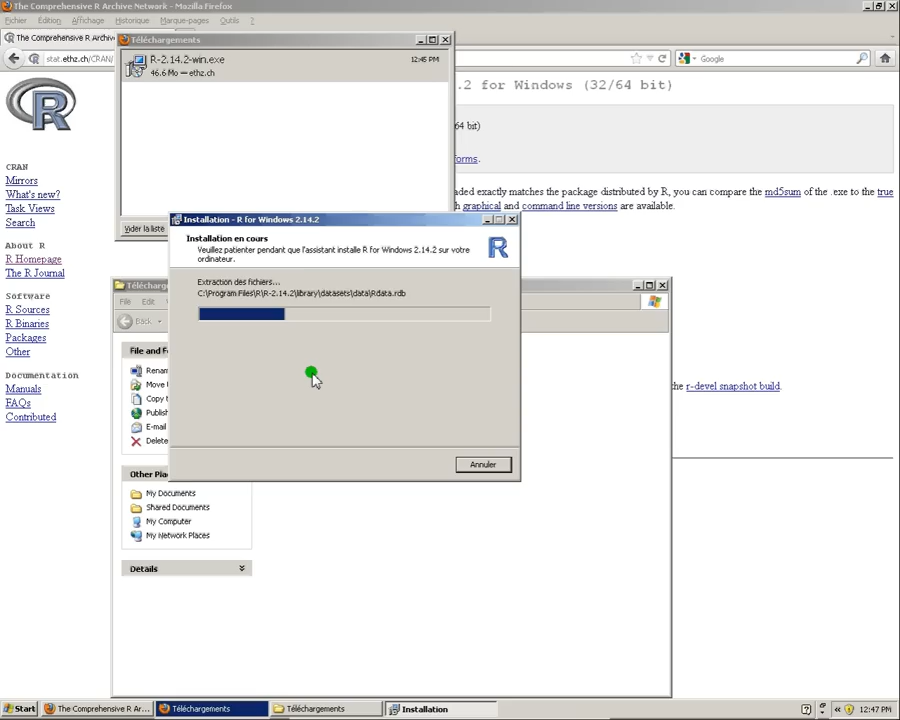 The Comprehensive R Archive Network - Mozilla Firefox
Fichier Édition Affichage Historique Marque-pages Outils ?
The Comprehensive R Archiv
stat.ethz.ch/CRAN/
Google
Téléchargements
R-2.14.2-win.exe
12:45 PM
46.6 Mo — ethz.ch
Vider la liste
R
.2 for Windows (32/64 bit)
64 bit)
orms.
aded exactly matches the package distributed by R, you can compare the md5sum of the .exe to the true
h graphical and command line versions are available.
the r-devel snapshot build.
CRAN
Mirrors
What's new?
Task Views
Search
About R
R Homepage
The R Journal
Software
R Sources
R Binaries
Packages
Other
Documentation
Manuals
FAQs
Contributed
Installation - R for Windows 2.14.2
Installation en cours
Veuillez patienter pendant que l'assistant installe R for Windows 2.14.2 sur votre
ordinateur.
R
Extraction des fichiers...
C:\Program Files\R\R-2.14.2\library\datasets\data\Rdata.rdb
Annuler
Télécharg
File Edit
Back
File and Fo
Renam
Move t
Copy t
Publish
E-mail
Delete
Other Pla
My Documents
Shared Documents
My Computer
My Network Places
Details
Start
The Comprehensive R Ar...
Téléchargements
Téléchargements
Installation
12:47 PM